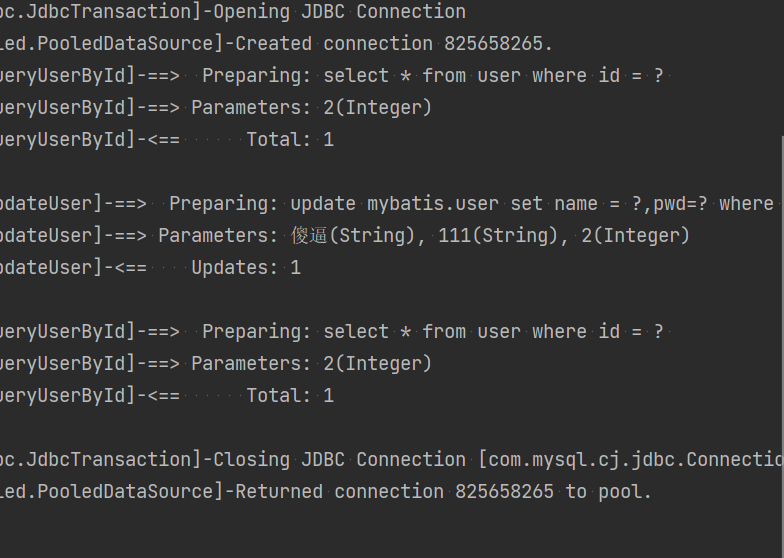 oc.JdbcTransaction]-Opening JDBC Connection
led.PooledDataSource]-Created connection 825658265.
ueryUserById]-==>  Preparing: select * from user where id = ?
ueryUserById]-==> Parameters: 2(Integer)
ueryUserById]-<==      Total: 1
pdateUser]-==>  Preparing: update mybatis.user set name = ?,pwd=? where
pdateUser]-==> Parameters: 傻逼(String), 111(String), 2(Integer)
pdateUser]-<==    Updates: 1
ueryUserById]-==>  Preparing: select * from user where id = ?
ueryUserById]-==> Parameters: 2(Integer)
ueryUserById]-<==      Total: 1
oc.JdbcTransaction]-Closing JDBC Connection [com.mysql.cj.jdbc.Connectio
led.PooledDataSource]-Returned connection 825658265 to pool.